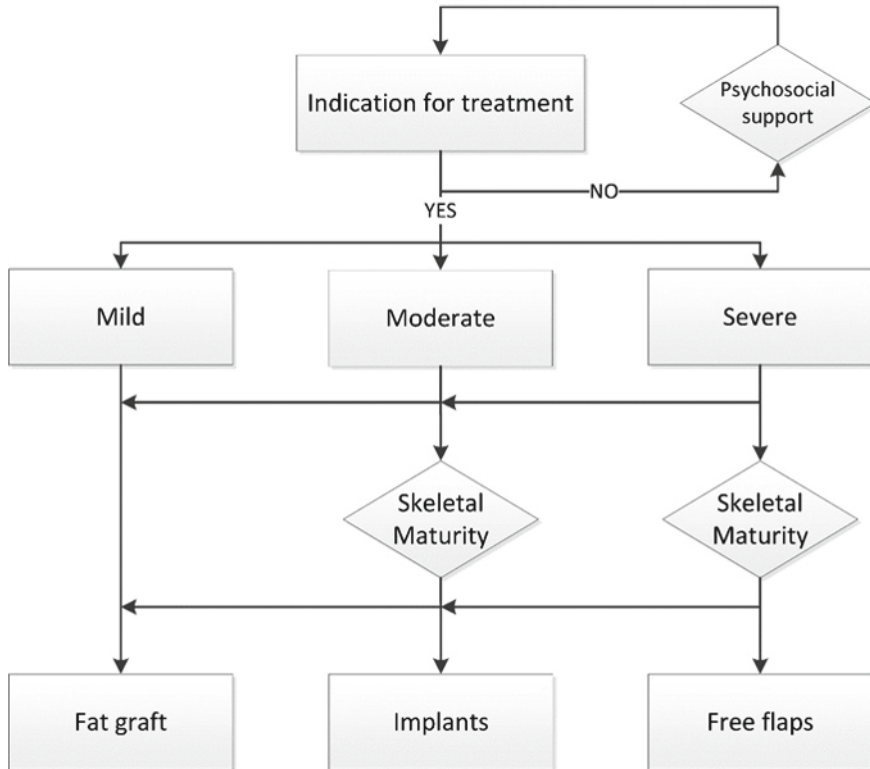 Indication for treatment
Psychosocial
support
NO
YES
Mild
Moderate
Severe
Skeletal
Maturity
Skeletal
Maturity
Fat graft
Implants
Free flaps